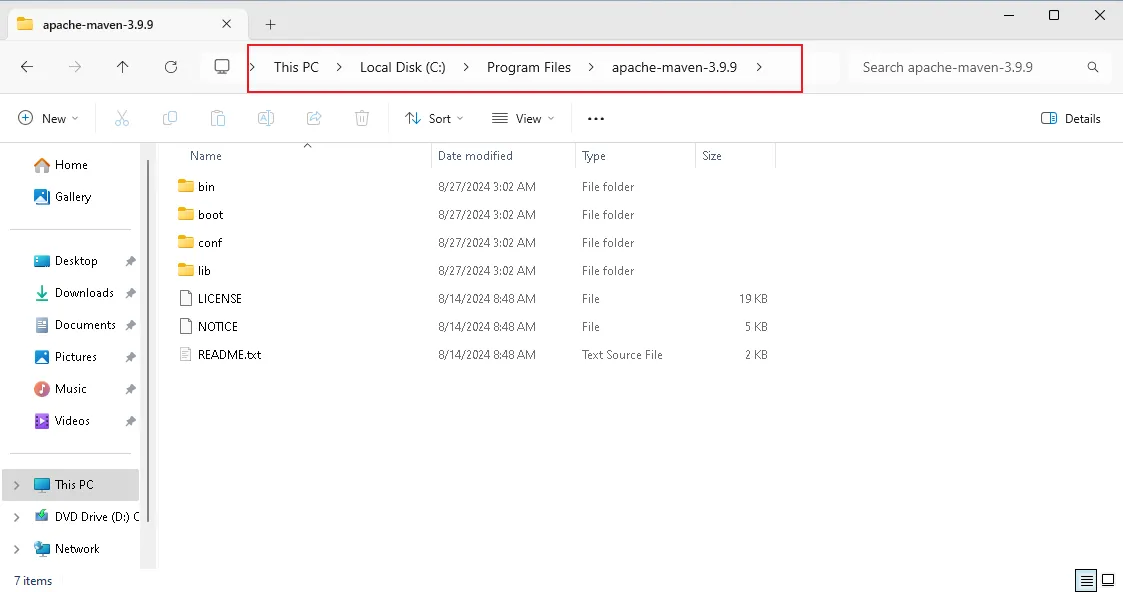 apache-maven-3.9.9
This PC > Local Disk (C:) > Program Files > apache-maven-3.9.9 >
Search apache-maven-3.9.9
New
Sort
View
Details
Name Date modified Type Size
Home
Gallery
Desktop
Downloads
Documents
Pictures
Music
Videos
This PC
DVD Drive (D:) C
Network
bin 8/27/2024 3:02 AM File folder
boot 8/27/2024 3:02 AM File folder
conf 8/27/2024 3:02 AM File folder
lib 8/27/2024 3:02 AM File folder
LICENSE 8/14/2024 8:48 AM File 19 KB
NOTICE 8/14/2024 8:48 AM File 5 KB
README.txt 8/14/2024 8:48 AM Text Source File 2 KB
7 items